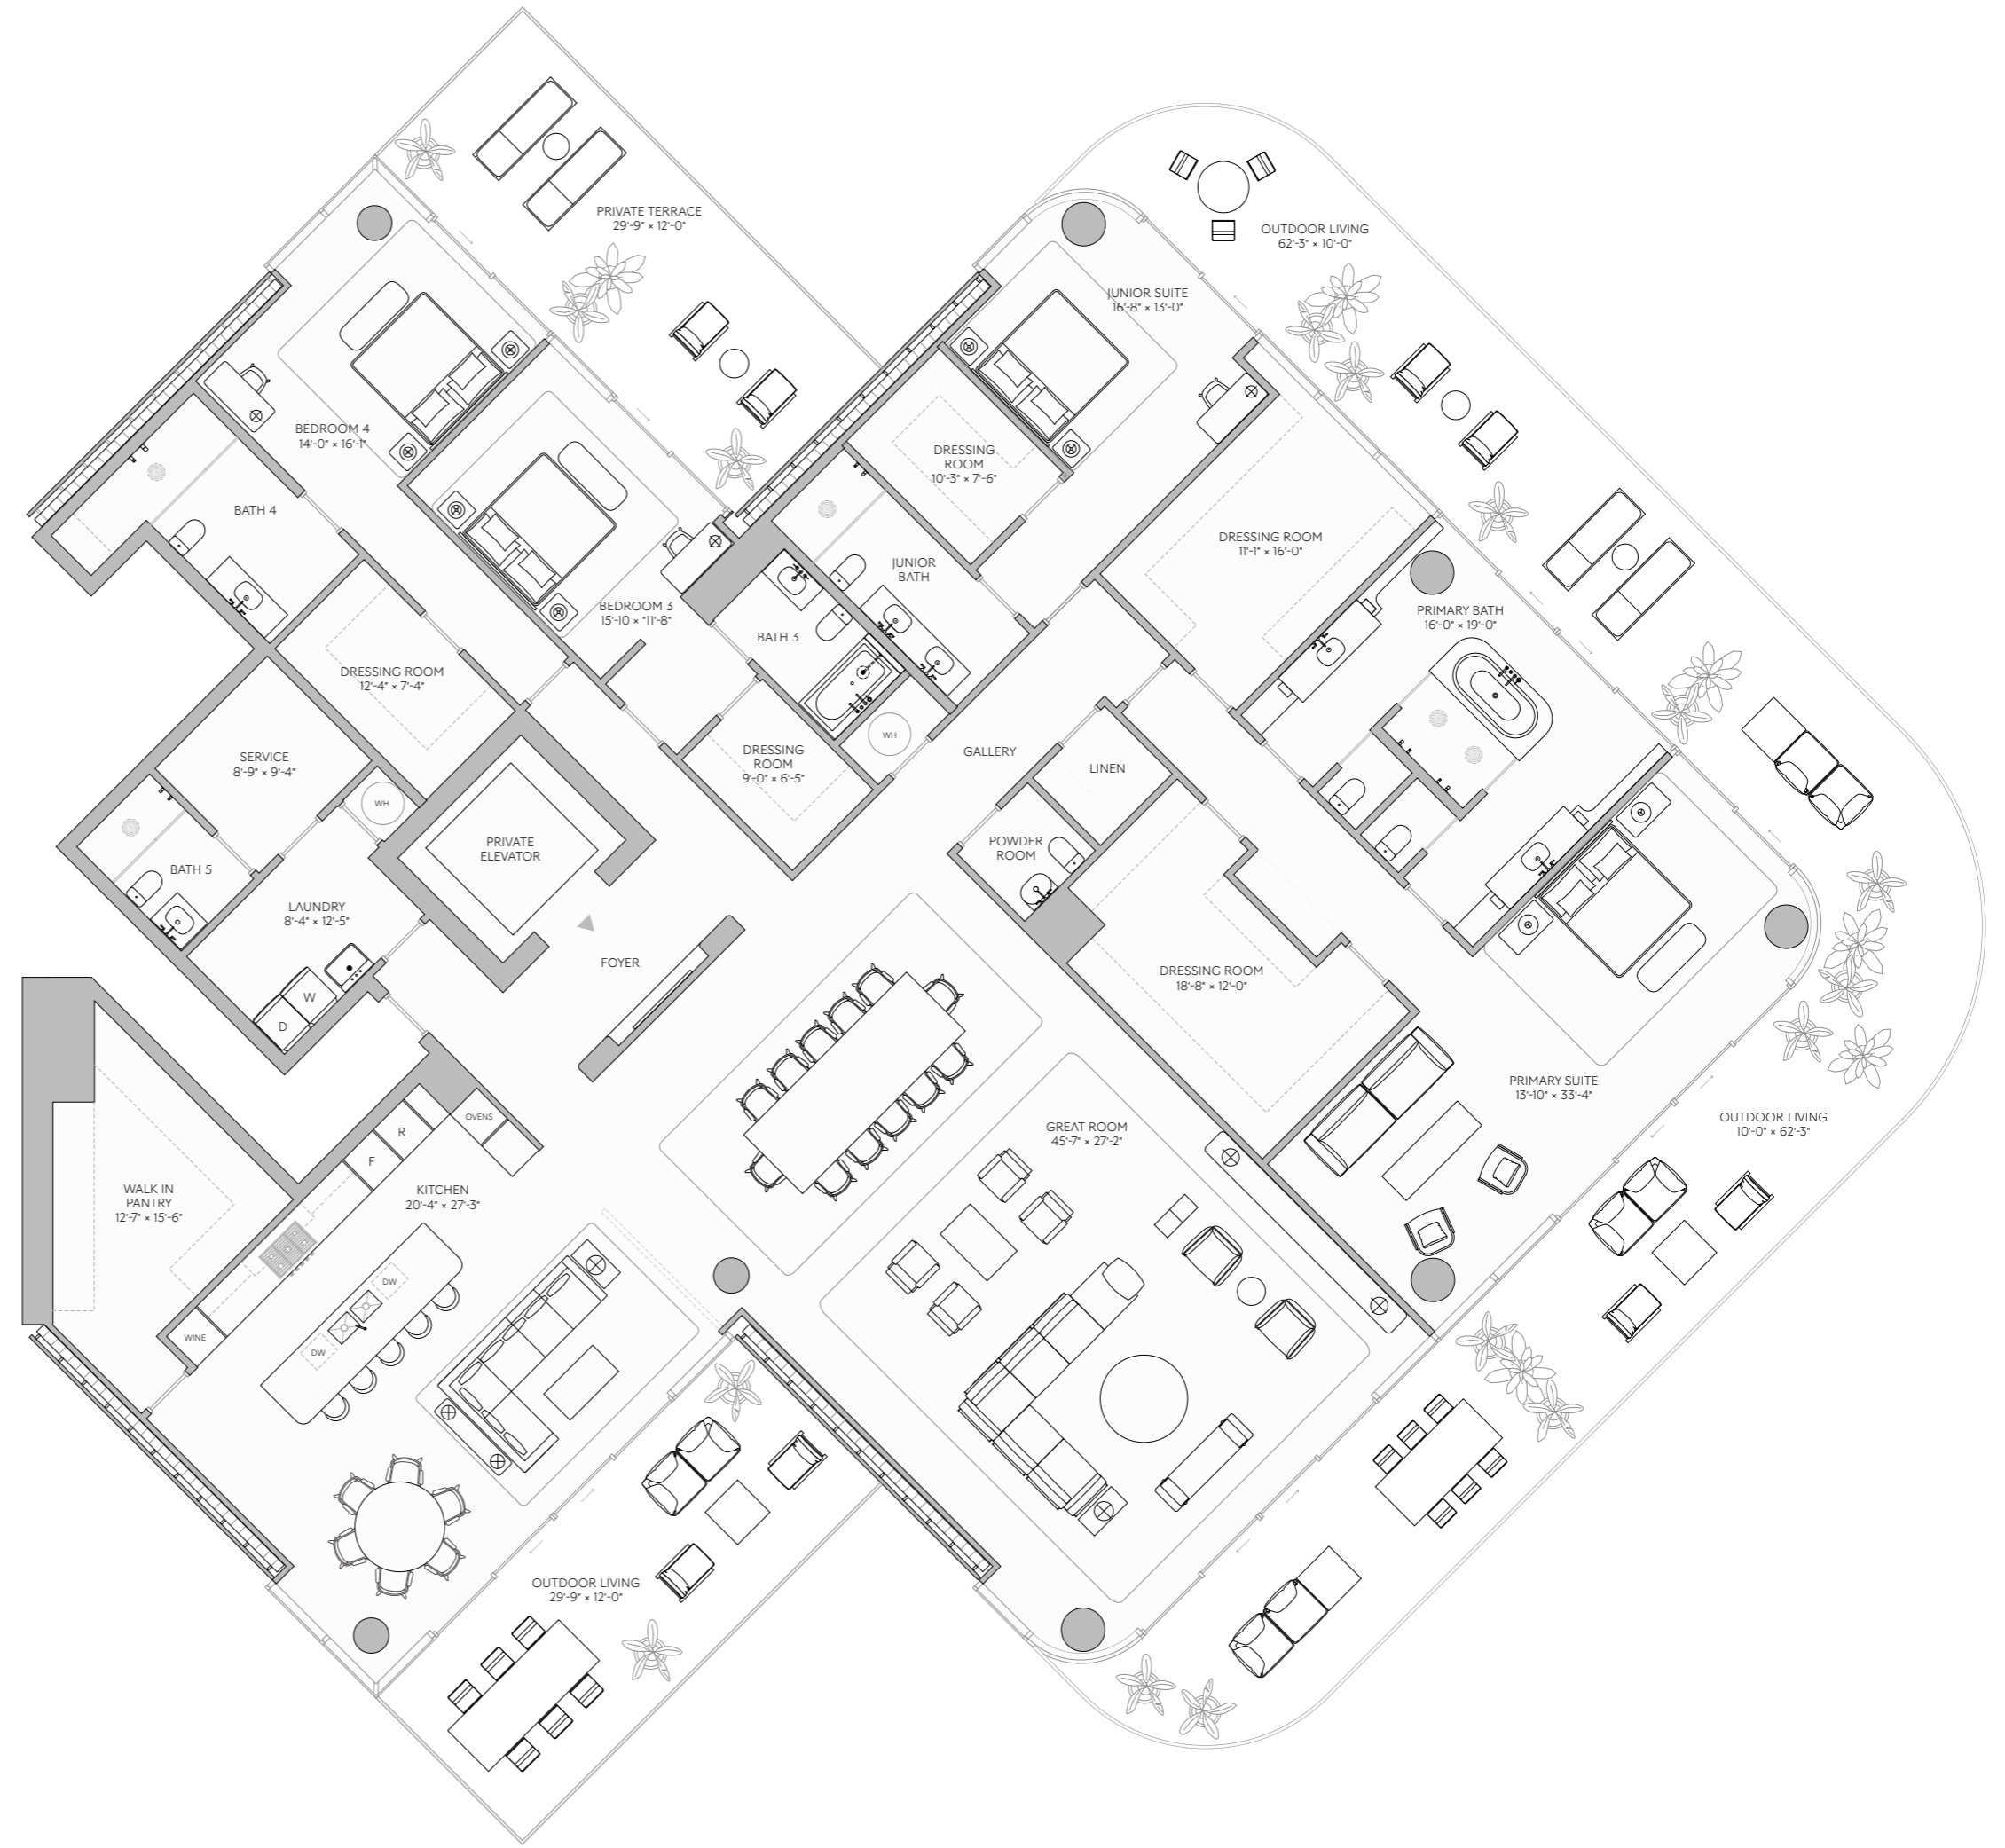 PRIVATE TERRACE
29'-9" × 12'-0"
OUTDOOR LIVING
62'-3" × 10'-0"
JUNIOR SUITE
16'-8" × 13'-0"
BEDROOM 4
14'-0" × 16'-1"
DRESSING
ROOM
10'-3" × 7'-6"
BATH 4
DRESSING ROOM
11'-1" × 16'-0"
JUNIOR
BATH
BEDROOM 3
15'-10 × "11'-8"
PRIMARY BATH
16'-0" × 19'-0"
BATH 3
DRESSING ROOM
12'-4" × 7'-4"
WH
SERVICE
8'-9" × 9'-4"
DRESSING
ROOM
9'-0" × 6'-5"
GALLERY
LINEN
WH
PRIVATE
ELEVATOR
POWDER
ROOM
BATH 5
LAUNDRY
8'-4" × 12'-5"
FOYER
DRESSING ROOM
18'-8" × 12'-0"
W
D
PRIMARY SUITE
13'-10" × 33'-4"
OUTDOOR LIVING
10'-0" × 62'-3"
OVENS
R
F
GREAT ROOM
45'-7" × 27'-2"
WALK IN
PANTRY
12'-7" × 15'-6"
KITCHEN
20'-4" × 27'-3"
DW
WINE
DW
OUTDOOR LIVING
29'-9" × 12'-0"